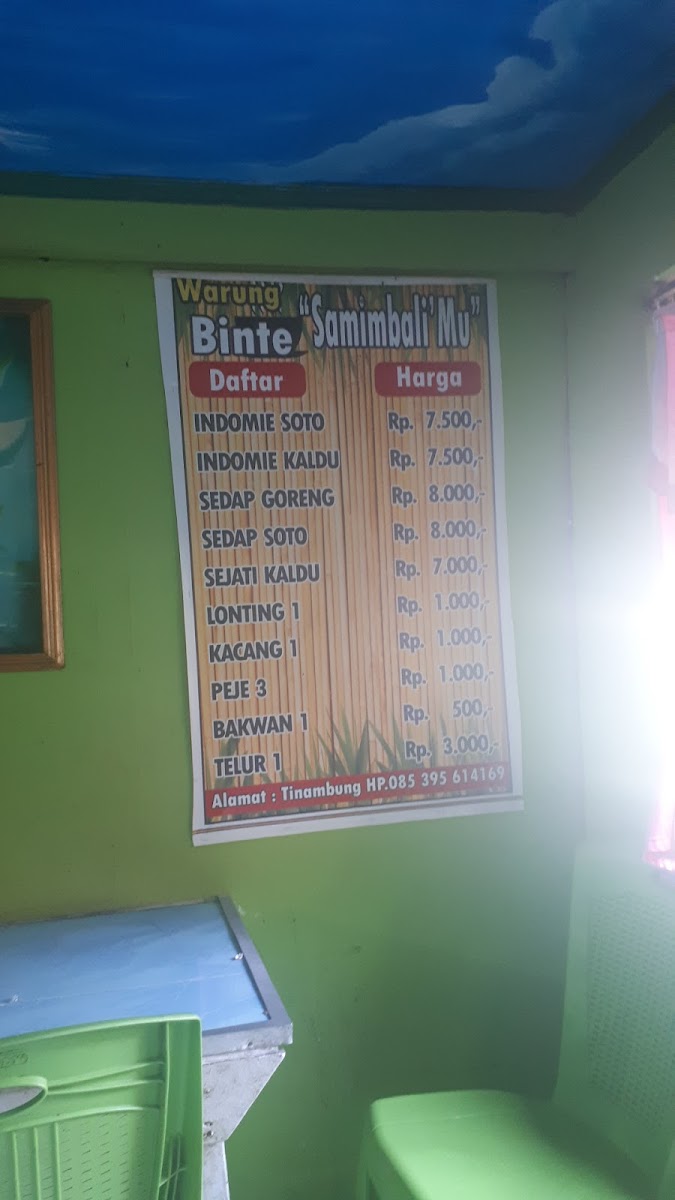 Warung
Binte "Samimbali' Mu"
Daftar Harga
INDOMIE SOTO Rp. 7.500,-
INDOMIE KALDU Rp. 7.500,-
SEDAP GORENG Rp. 8.000,-
SEDAP SOTO Rp. 8.000,-
SEJATI KALDU Rp. 7.000,-
LONTING 1 Rp. 1.000,-
KACANG 1 Rp. 1.000,-
PEJE 3 Rp. 1.000,-
BAKWAN 1 Rp. 500,-
TELUR 1 Rp. 3.000,-
Alamat : Tinambung HP.085 395 614169